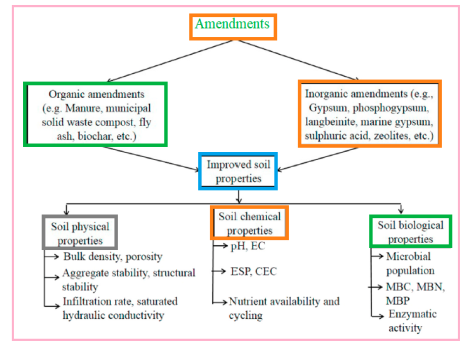 Amendments
Organic amendments
(e.g. Manure, municipal
solid waste compost, fly
ash, biochar, etc.)
Inorganic amendments (e.g.,
Gypsum, phosphogypsum,
langbeinite, marine gypsum,
sulphuric acid, zeolites, etc.)
Improved soil
properties
Soil physical
properties
Bulk density, porosity
Aggregate stability, structural
stability
Infiltration rate, saturated
hydraulic conductivity
Soil chemical
properties
pH, EC
ESP, CEC
Nutrient availability and
cycling
Soil biological
properties
Microbial
population
MBC, MBN,
MBP
Enzymatic
activity